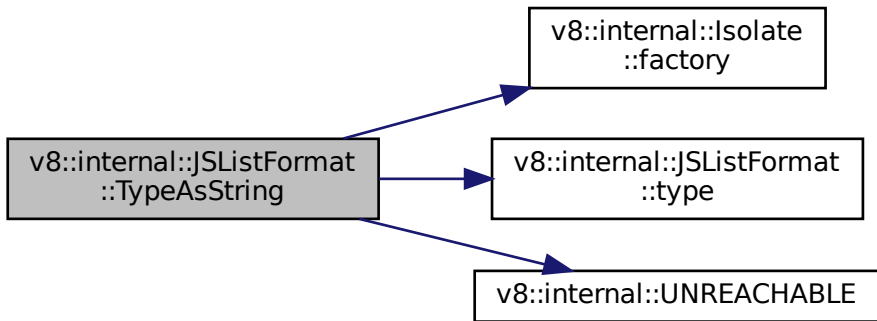 v8::internal::JSListFormat
::TypeAsString
v8::internal::Isolate
::factory
v8::internal::JSListFormat
::type
v8::internal::UNREACHABLE